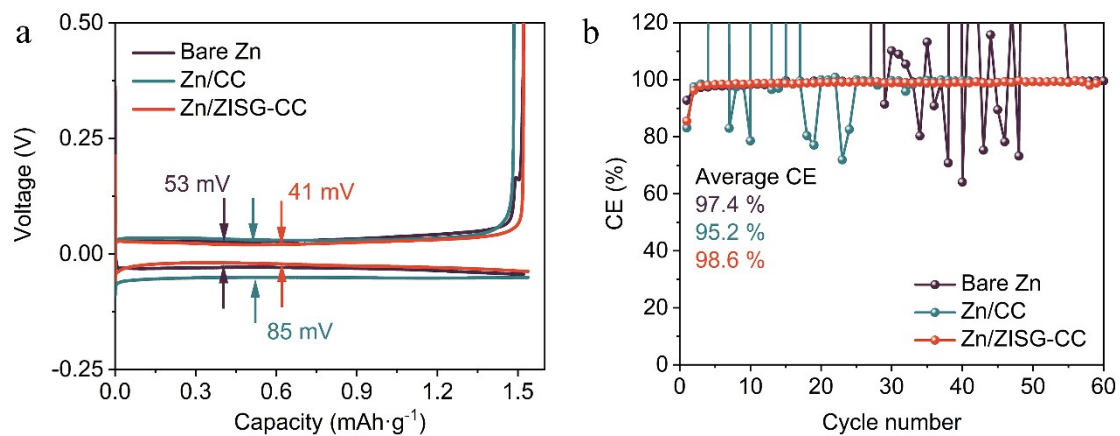 a
0.50
0.25
0.00
-0.25
Voltage (V)
Bare Zn
Zn/CC
Zn/ZISG-CC
53 mV
41 mV
85 mV
0.0 0.3 0.6 0.9 1.2 1.5
Capacity (mAh·g⁻¹)
b
120
100
80
60
40
20
0
CE (%)
Average CE
97.4 %
95.2 %
98.6 %
Bare Zn
Zn/CC
Zn/ZISG-CC
0 10 20 30 40 50 60
Cycle number